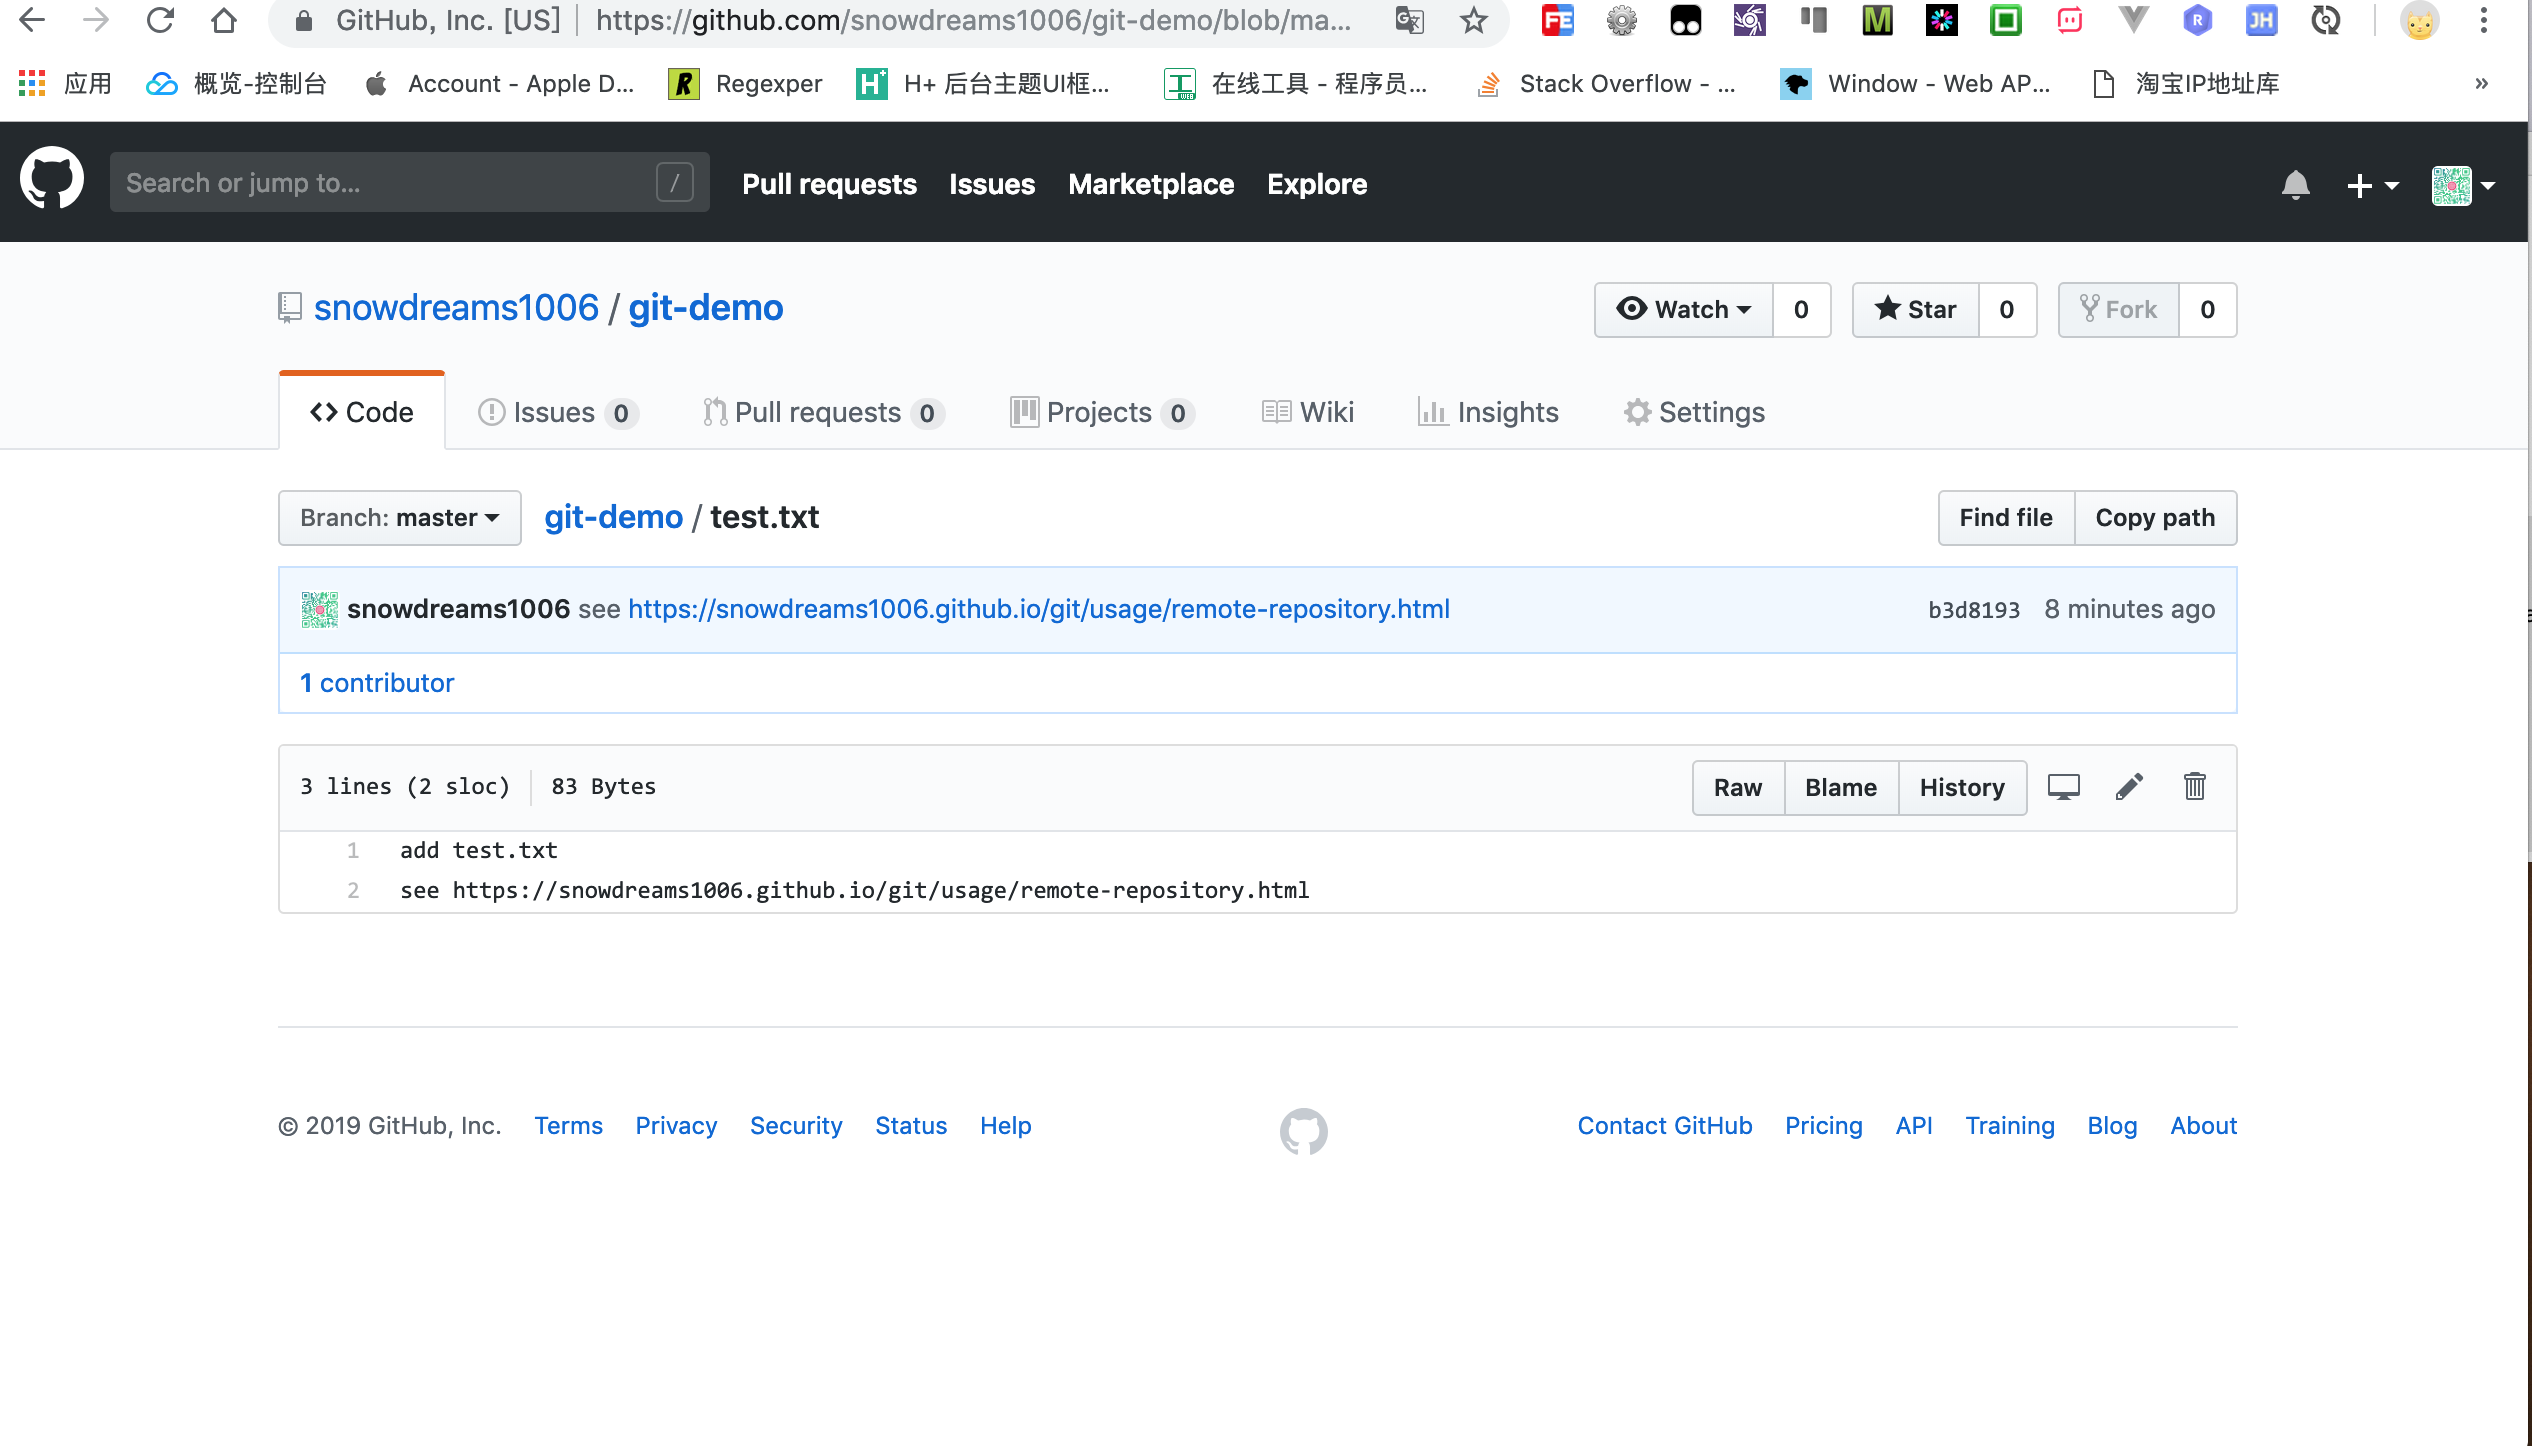 GitHub, Inc. [US] | https://github.com/snowdreams1006/git-demo/blob/ma...
应用 概览-控制台 Account - Apple D... Regexper H+ 后台主题UI框... 在线工具 - 程序员... Stack Overflow - ... Window - Web AP... 淘宝IP地址库 »
Search or jump to... / Pull requests Issues Marketplace Explore
snowdreams1006 / git-demo Watch 0 Star 0 Fork 0
Code Issues 0 Pull requests 0 Projects 0 Wiki Insights Settings
Branch: master git-demo / test.txt Find file Copy path
snowdreams1006 see https://snowdreams1006.github.io/git/usage/remote-repository.html b3d8193 8 minutes ago
1 contributor
3 lines (2 sloc) 83 Bytes Raw Blame History
1 add test.txt
2 see https://snowdreams1006.github.io/git/usage/remote-repository.html
© 2019 GitHub, Inc. Terms Privacy Security Status Help Contact GitHub Pricing API Training Blog About